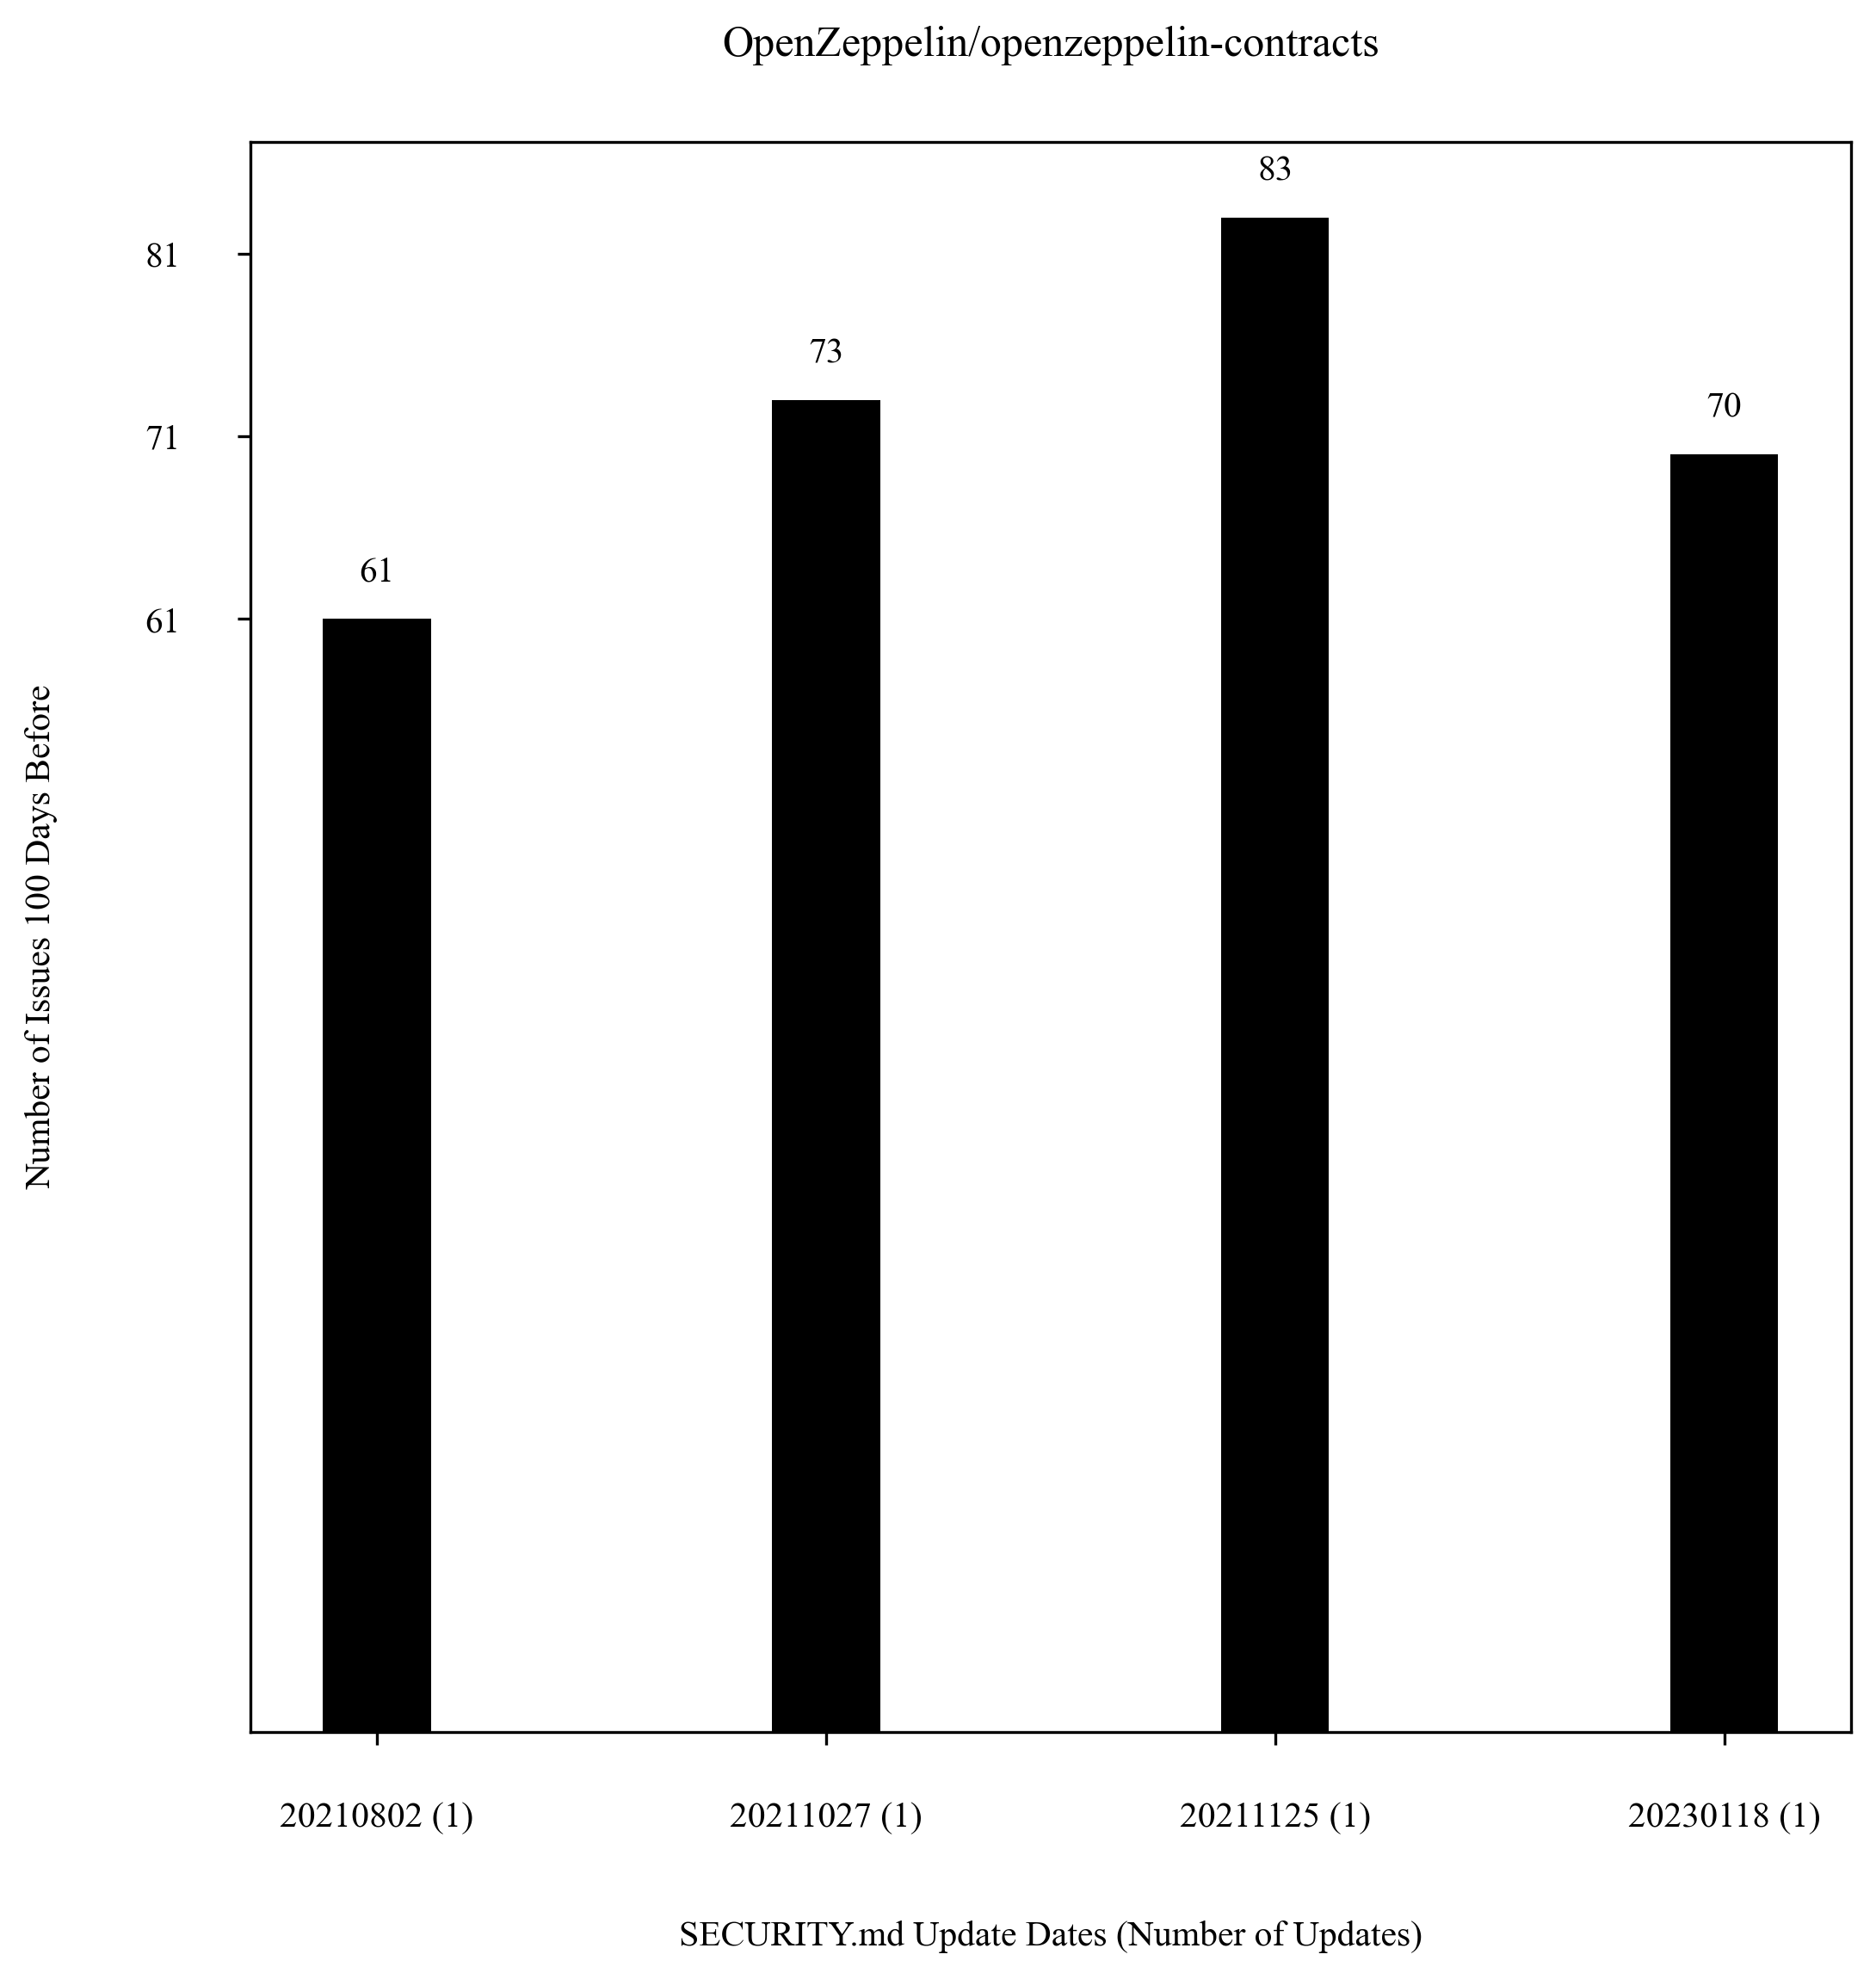 OpenZeppelin/openzeppelin-contracts
83
81
73
70
71
61
61
Number of Issues 100 Days Before
20210802 (1) 20211027 (1) 20211125 (1) 20230118 (1)
SECURITY.md Update Dates (Number of Updates)